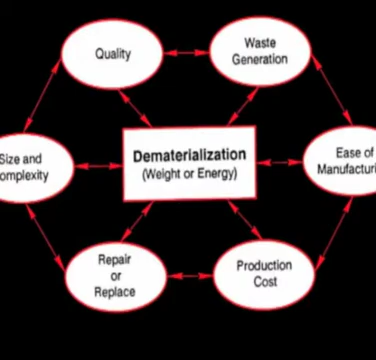 Quality
Waste
Generation
Size and
Dematerialization
(Weight or Energy)
Ease of
Repair
or
Replace
Production
Cost